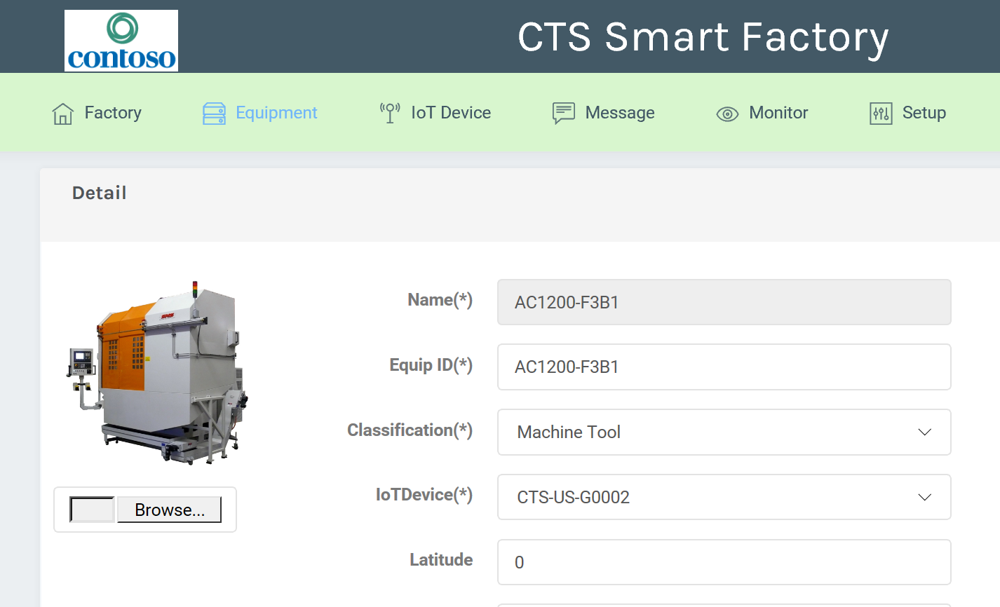 contoso
CTS Smart Factory
Factory
Equipment
IoT Device
Message
Monitor
Setup
Detail
Name(*)
AC1200-F3B1
Equip ID(*)
AC1200-F3B1
Classification(*)
Machine Tool
IoTDevice(*)
CTS-US-G0002
Browse...
Latitude
0